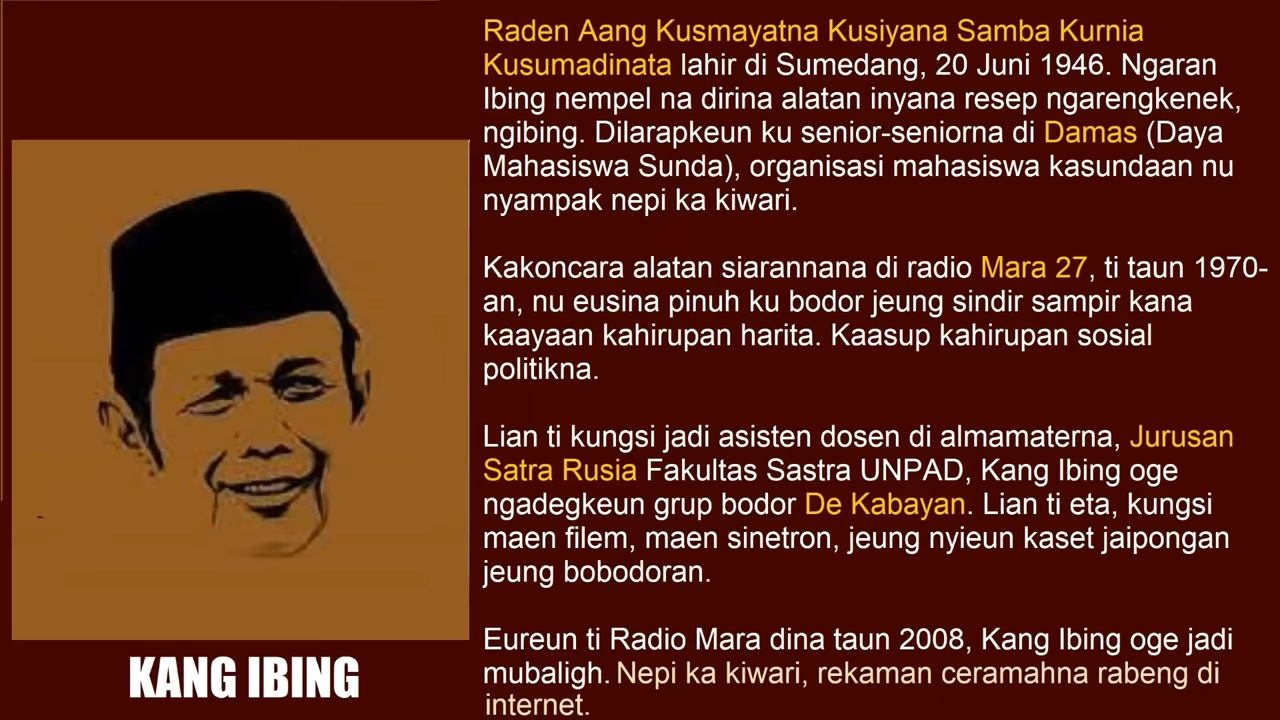 Raden Aang Kusmayatna Kusiyana Samba Kurnia
Kusumadinata lahir di Sumedang, 20 Juni 1946. Ngaran
Ibing nempel na dirina alatan inyana resep ngarengkenek,
ngibing. Dilarapkeun ku senior-seniorna di Damas (Daya
Mahasiswa Sunda), organisasi mahasiswa kasundaan nu
nyampak nepi ka kiwari.
Kakoncara alatan siarannana di radio Mara 27, ti taun 1970-
an, nu eusina pinuh ku bodor jeung sindir sampir kana
kaayaan kahirupan harita. Kaasup kahirupan sosial
politikna.
Lian ti kungsi jadi asisten dosen di almamaterna, Jurusan
Satra Rusia Fakultas Sastra UNPAD, Kang Ibing oge
ngadegkeun grup bodor De Kabayan. Lian ti eta, kungsi
maen filem, maen sinetron, jeung nyieun kaset jaipongan
jeung bobodoran.
Eureun ti Radio Mara dina taun 2008, Kang Ibing oge jadi
mubaligh. Nepi ka kiwari, rekaman ceramahna rabeng di
internet.
KANG IBING